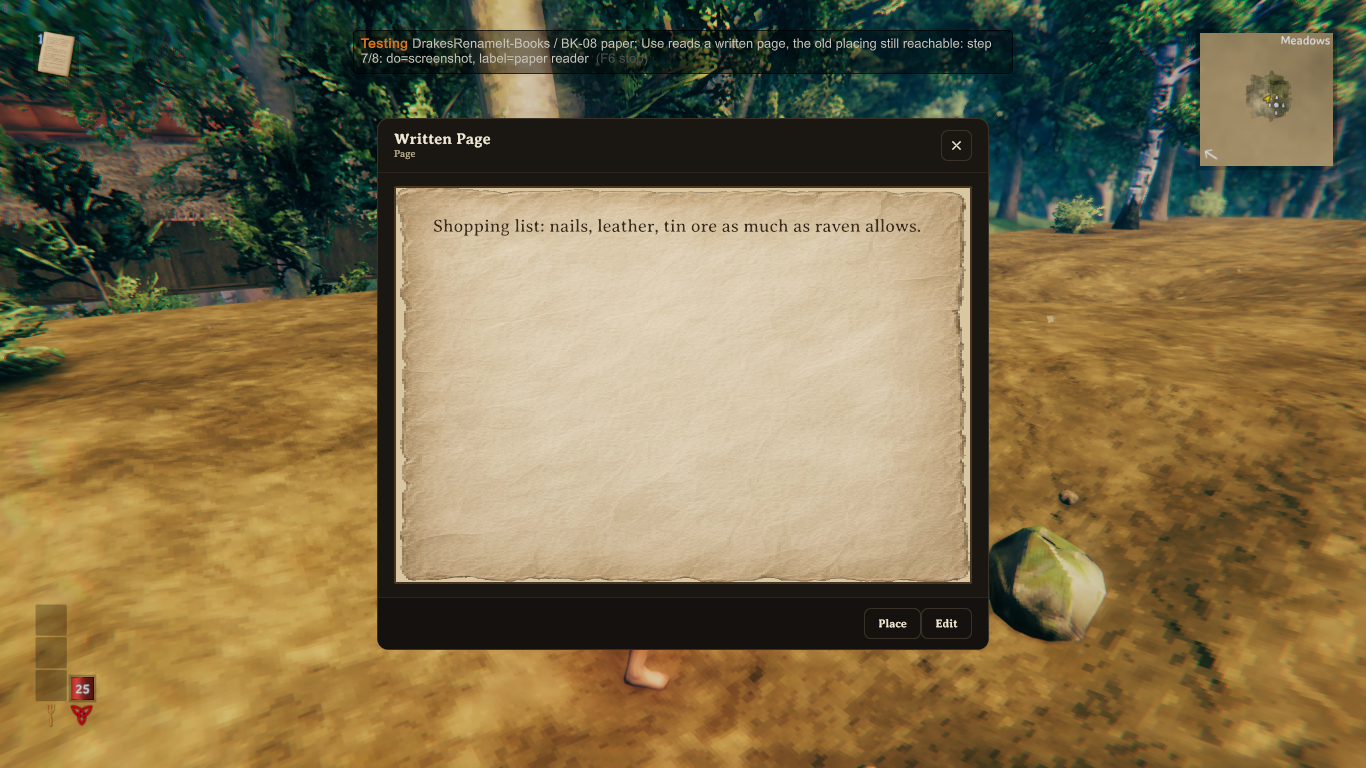 1
Testing DrakesRenameIt-Books / BK-08 paper: Use reads a written page, the old placing still reachable: step
7/8: do=screenshot, label=paper reader (F6 stop)
Meadows
Written Page
Page
Shopping list: nails, leather, tin ore as much as raven allows.
Place
Edit
25